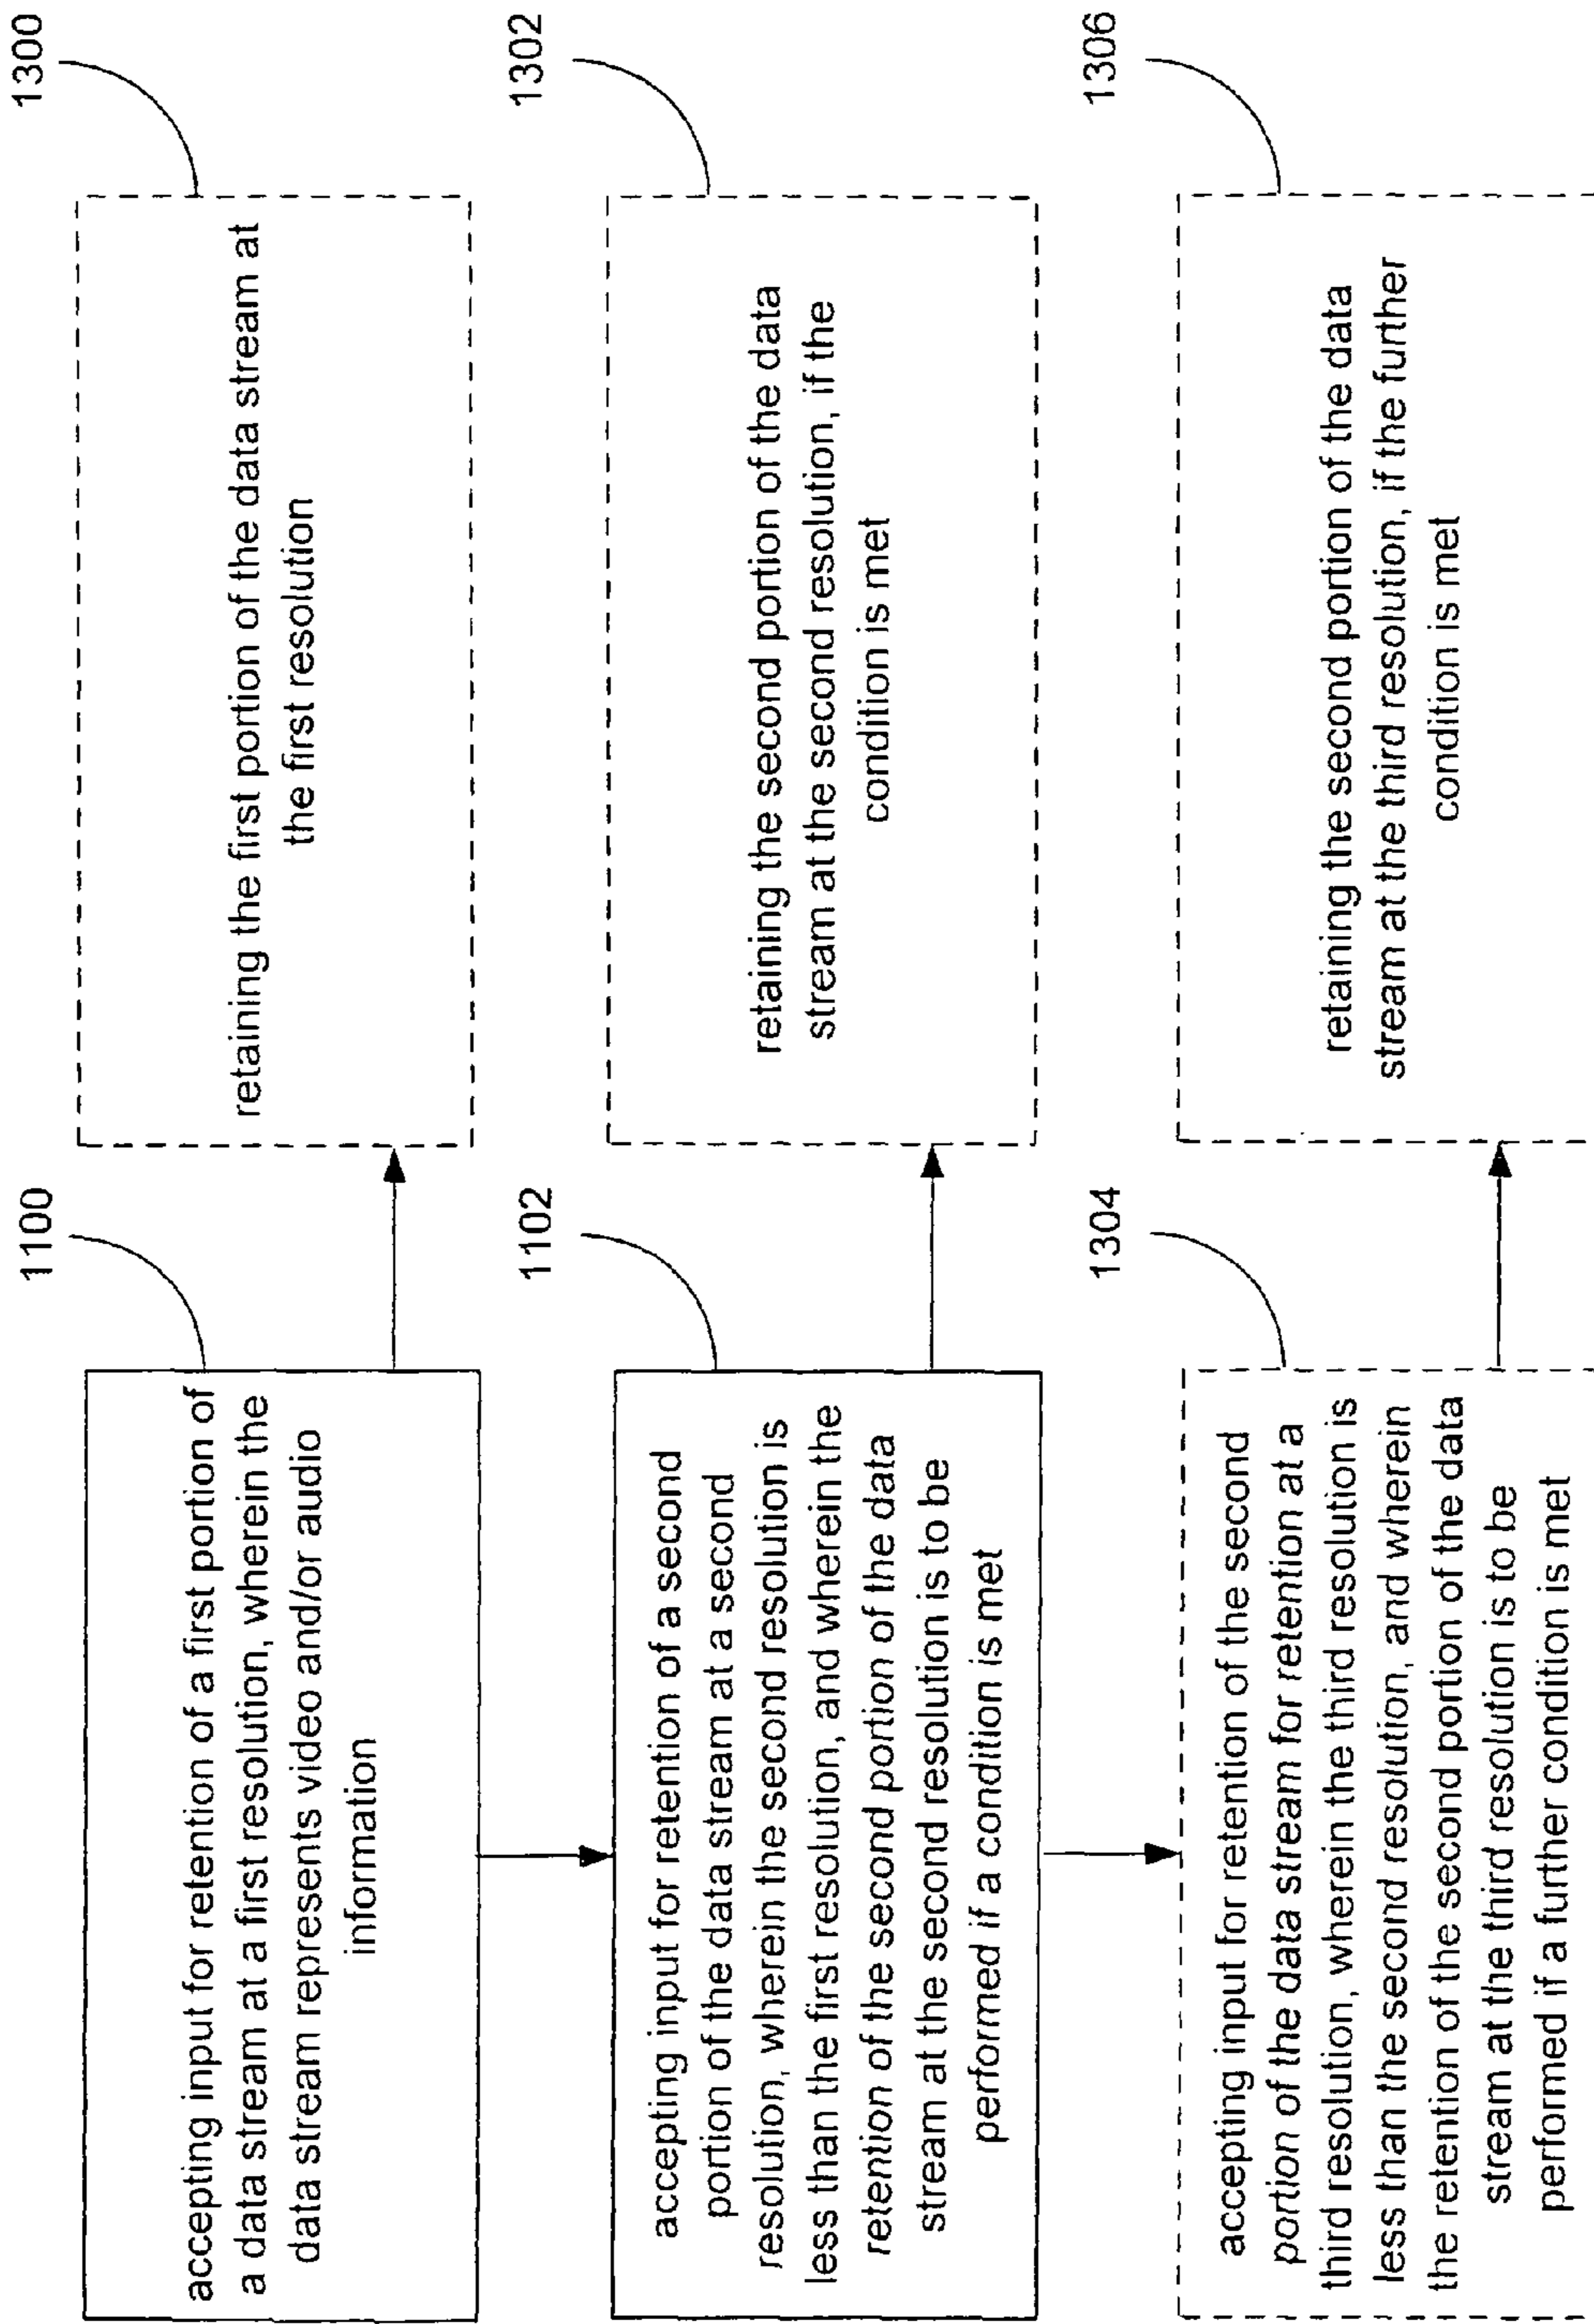 1100
accepting input for retention of a first portion of
a data stream at a first resolution, wherein the
data stream represents video and/or audio
information
1300
retaining the first portion of the data stream at
the first resolution
1102
accepting input for retention of a second
portion of the data stream at a second
resolution, wherein the second resolution is
less than the first resolution, and wherein the
retention of the second portion of the data
stream at the second resolution is to be
performed if a condition is met
1302
retaining the second portion of the data
stream at the second resolution, if the
condition is met
1304
accepting input for retention of the second
portion of the data stream for retention at a
third resolution, wherein the third resolution is
less than the second resolution, and wherein
the retention of the second portion of the data
stream at the third resolution is to be
performed if a further condition is met
1306
retaining the second portion of the data
stream at the third resolution, if the further
condition is met